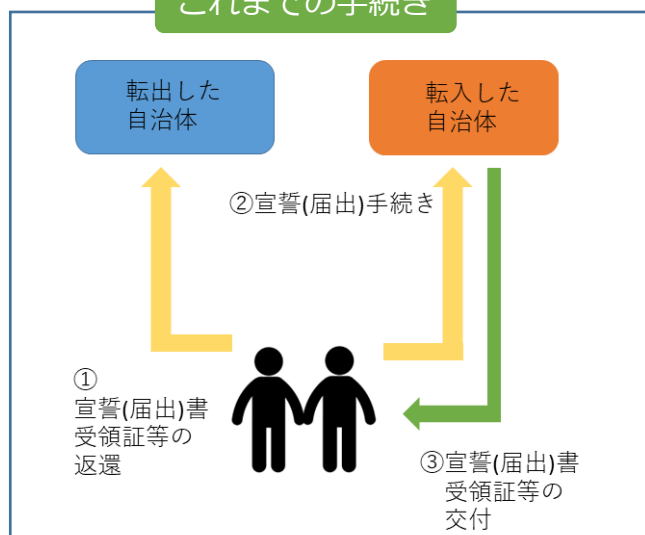 これまでの手続き
転出した
自治体
転入した
自治体
②宣誓(届出)手続き
①
宣誓(届出)書
受領証等の
返還
③宣誓(届出)書
受領証等の
交付